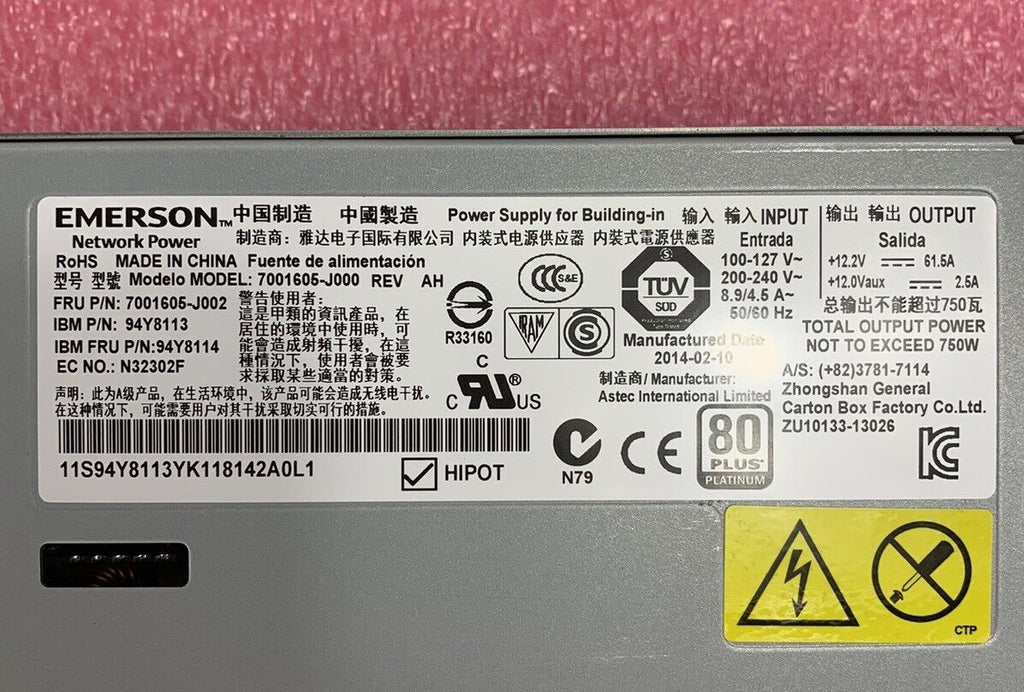 EMERSON™ 中国制造 中國製造 Power Supply for Building-in 输入 輸入 INPUT 输出 輸出 OUTPUT
Network Power 制造商：雅达电子国际有限公司 内装式电源供应器 内裝式電源供應器 Entrada Salida
RoHS MADE IN CHINA Fuente de alimentación
型号 型號 Modelo MODEL: 7001605-J000 REV AH
FRU P/N: 7001605-J002
IBM P/N: 94Y8113
IBM FRU P/N:94Y8114
EC NO.: N32302F
警告使用者：
這是甲類的資訊產品，在
居住的環境中使用時，可
能會造成射頻干擾，在這
種情況下，使用者會被要
求採取某些適當的對策。
声明：此为A级产品，在生活环境中，该产品可能会造成无线电干扰。
在这种情况下，可能需要用户对其干扰采取切实可行的措施。
11S94Y8113YK118142A0L1
HIPOT
R33160
CCC S&E
RAM
S
TÜV
SÜD
C RU® US
N79
CE
80
PLUS®
PLATINUM
Manufactured Date
2014-02-10
制造商/ Manufacturer:
Astec International Limited
100-127 V~
200-240 V~
8.9/4.5 A~
50/60 Hz
+12.2V 61.5A
+12.0Vaux 2.5A
总输出不能超过750瓦
TOTAL OUTPUT POWER
NOT TO EXCEED 750W
A/S: (+82)3781-7114
Zhongshan General
Carton Box Factory Co.Ltd.
ZU10133-13026
CTP